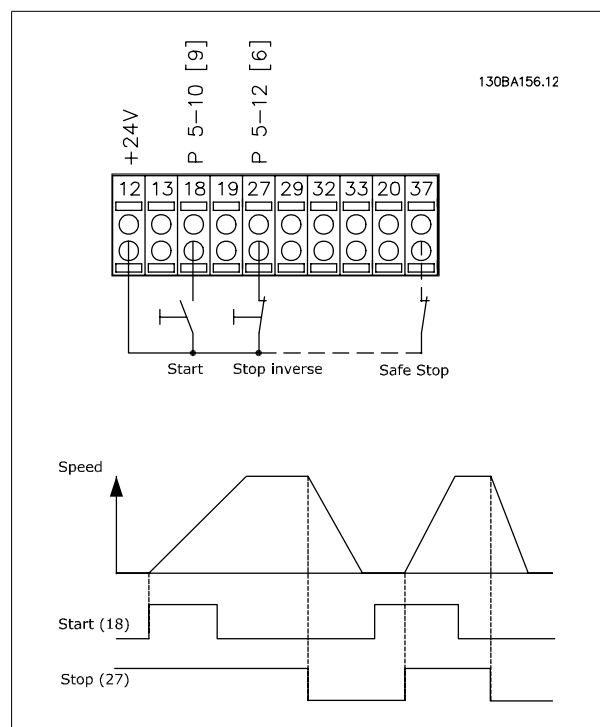 130BA156.12
+24V
P 5-10 [9]
P 5-12 [6]
12 13 18 19 27 29 32 33 20 37
Start Stop inverse Safe Stop
Speed
Start (18)
Stop (27)